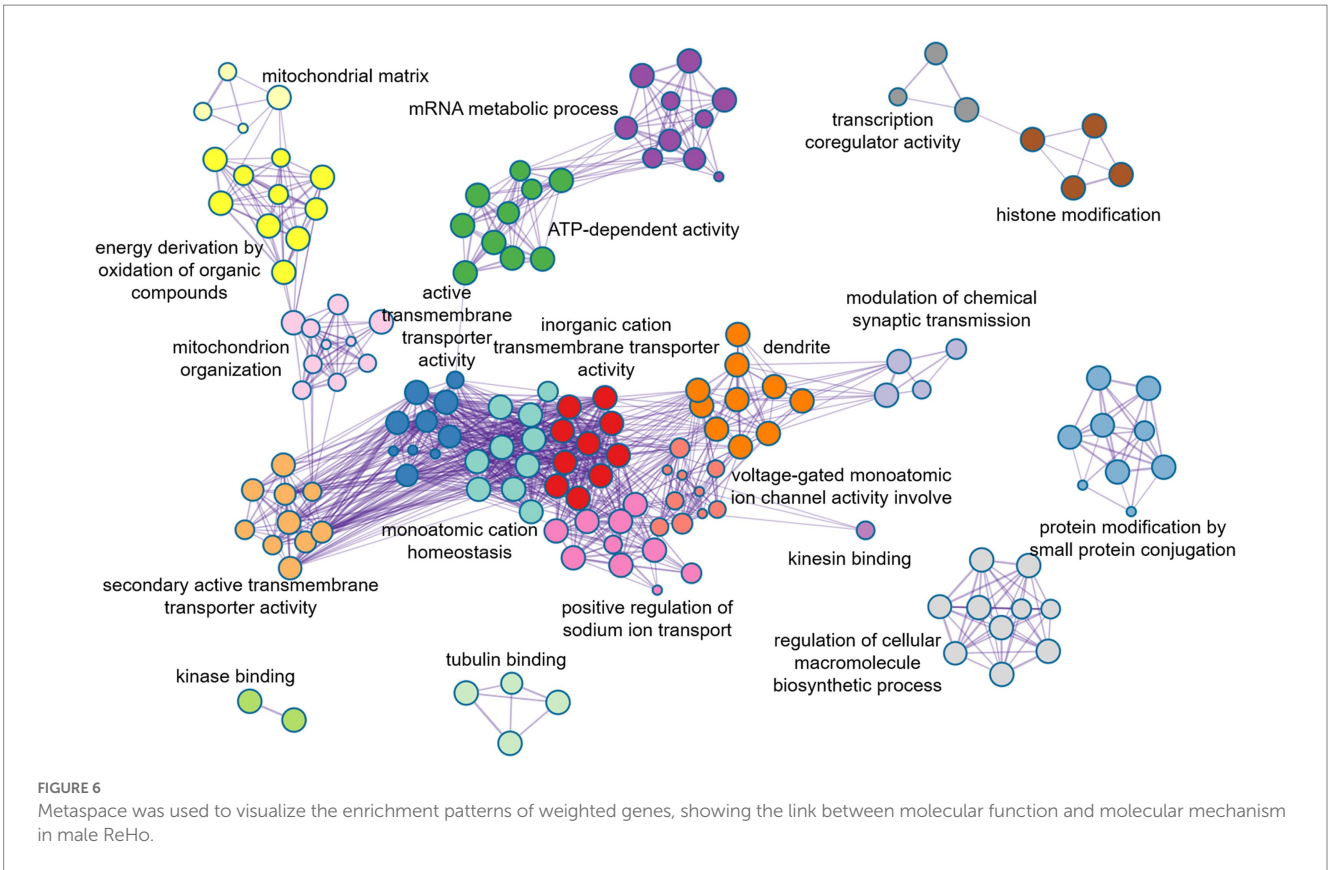 mitochondrial matrix
mRNA metabolic process
transcription
coregulator activity
histone modification
energy derivation by
oxidation of organic
compounds
ATP-dependent activity
mitochondrion
organization
active
transmembrane
transporter
activity
inorganic cation
transmembrane transporter
activity
dendrite
modulation of chemical
synaptic transmission
voltage-gated monoatomic
ion channel activity involve
monoatomic cation
homeostasis
kinesin binding
protein modification by
small protein conjugation
secondary active transmembrane
transporter activity
positive regulation of
sodium ion transport
regulation of cellular
macromolecule
biosynthetic process
kinase binding
tubulin binding
FIGURE 6
Metaspace was used to visualize the enrichment patterns of weighted genes, showing the link between molecular function and molecular mechanism
in male ReHo.